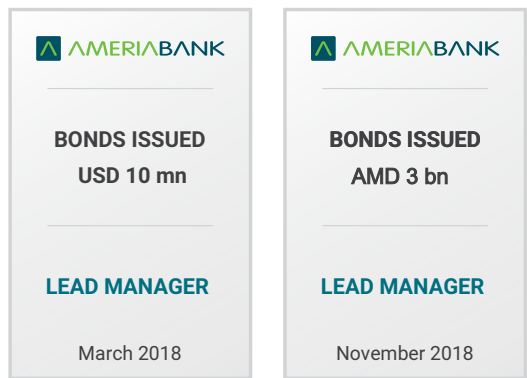 AMERIABANK
BONDS ISSUED
USD 10 mn
LEAD MANAGER
March 2018
AMERIABANK
BONDS ISSUED
AMD 3 bn
LEAD MANAGER
November 2018